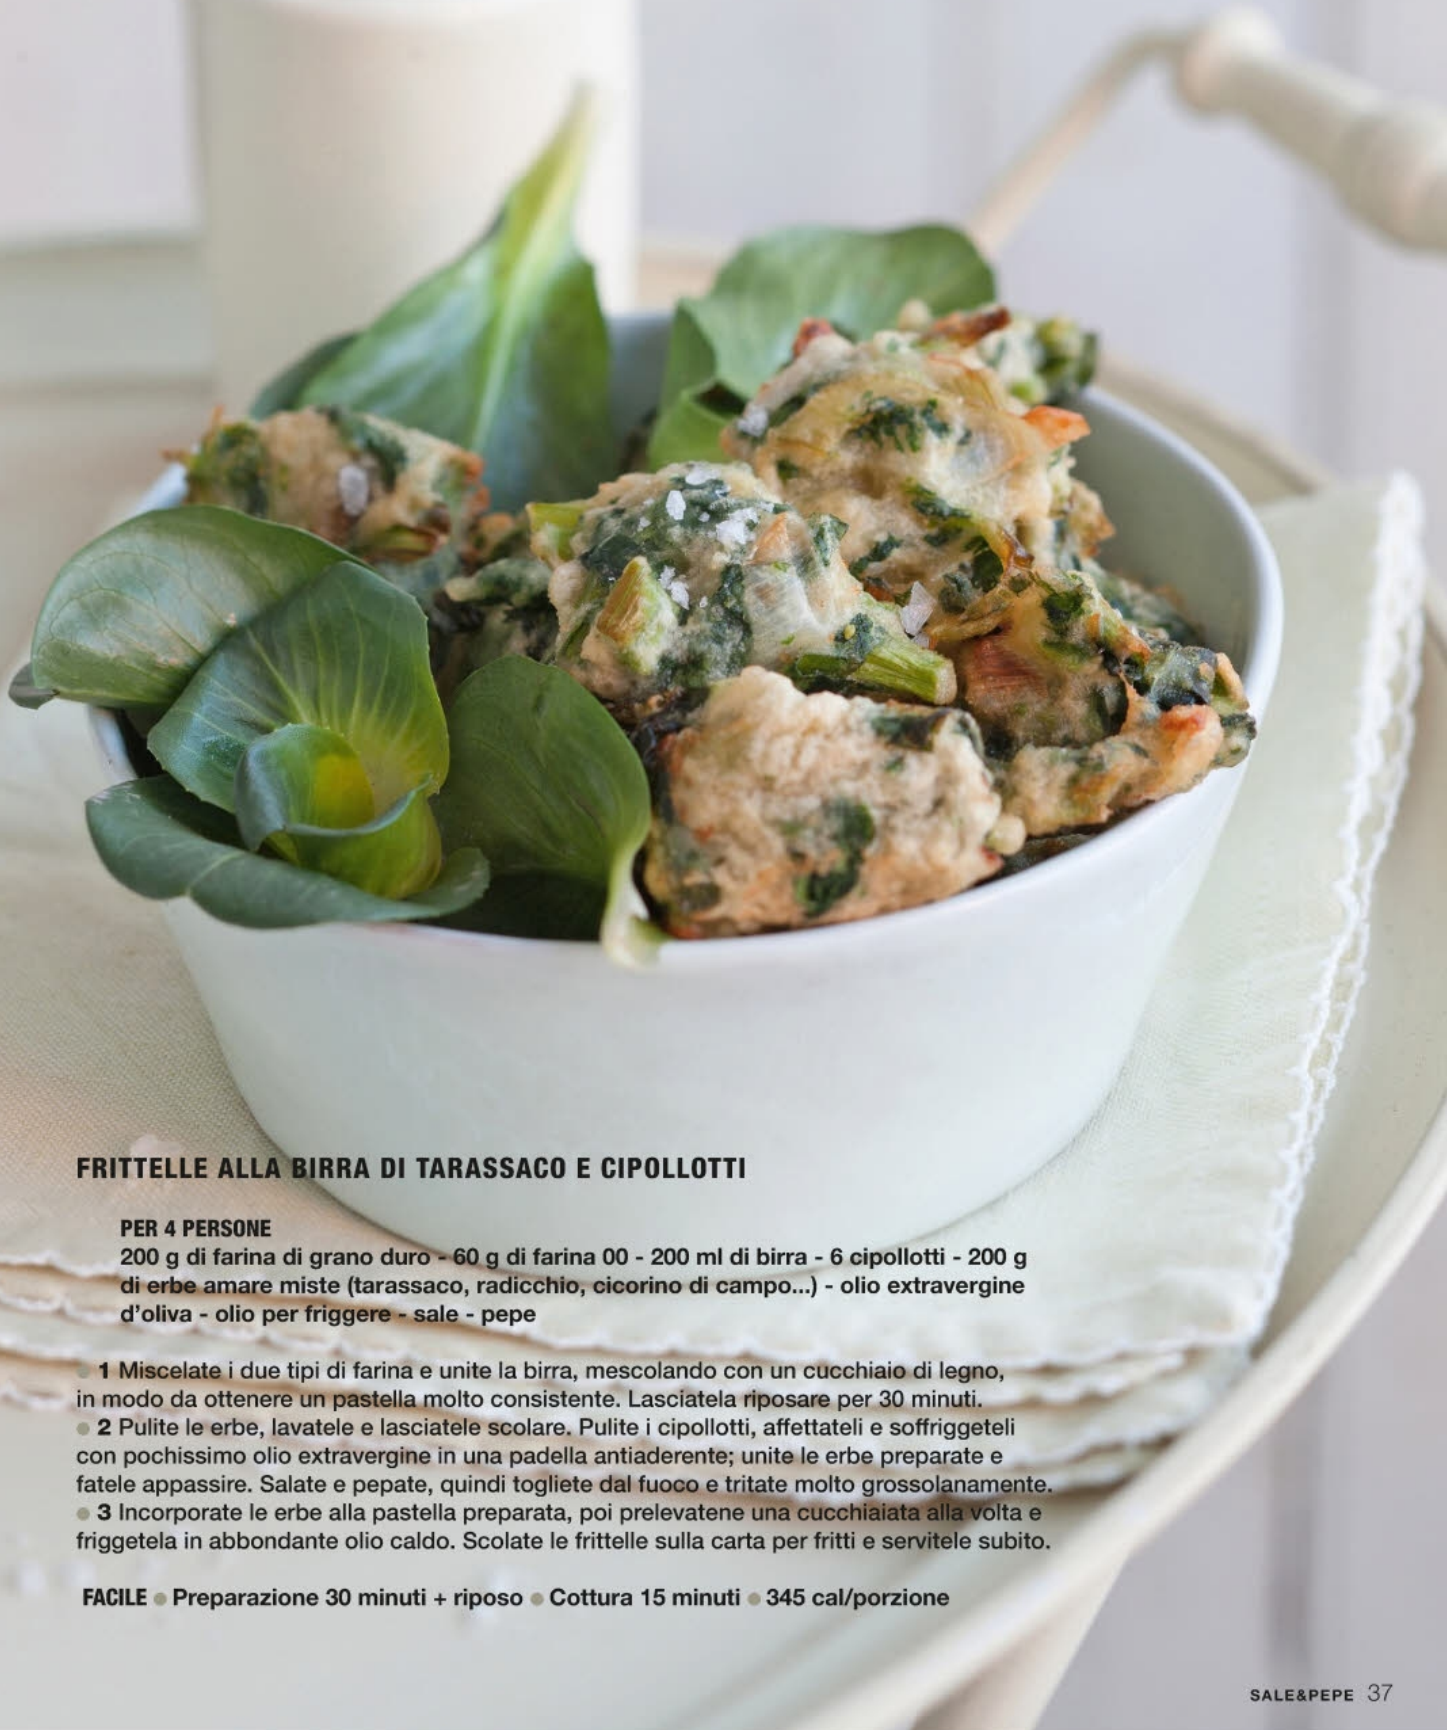 FRITTELLE ALLA BIRRA DI TARASSACO E CIPOLLOTTI
PER 4 PERSONE
200 g di farina di grano duro - 60 g di farina 00 - 200 ml di birra - 6 cipollotti - 200 g
di erbe amare miste (tarassaco, radicchio, cicorino di campo...) - olio extravergine
d'oliva - olio per friggere - sale - pepe
● 1 Miscelate i due tipi di farina e unite la birra, mescolando con un cucchiaio di legno,
in modo da ottenere un pastella molto consistente. Lasciatela riposare per 30 minuti.
● 2 Pulite le erbe, lavatele e lasciatele scolare. Pulite i cipollotti, affettateli e soffriggeteli
con pochissimo olio extravergine in una padella antiaderente; unite le erbe preparate e
fatele appassire. Salate e pepate, quindi togliete dal fuoco e tritate molto grossolanamente.
● 3 Incorporate le erbe alla pastella preparata, poi prelevatene una cucchiaiata alla volta e
friggetela in abbondante olio caldo. Scolate le frittelle sulla carta per fritti e servitele subito.
FACILE ● Preparazione 30 minuti + riposo ● Cottura 15 minuti ● 345 cal/porzione
SALE&PEPE 37